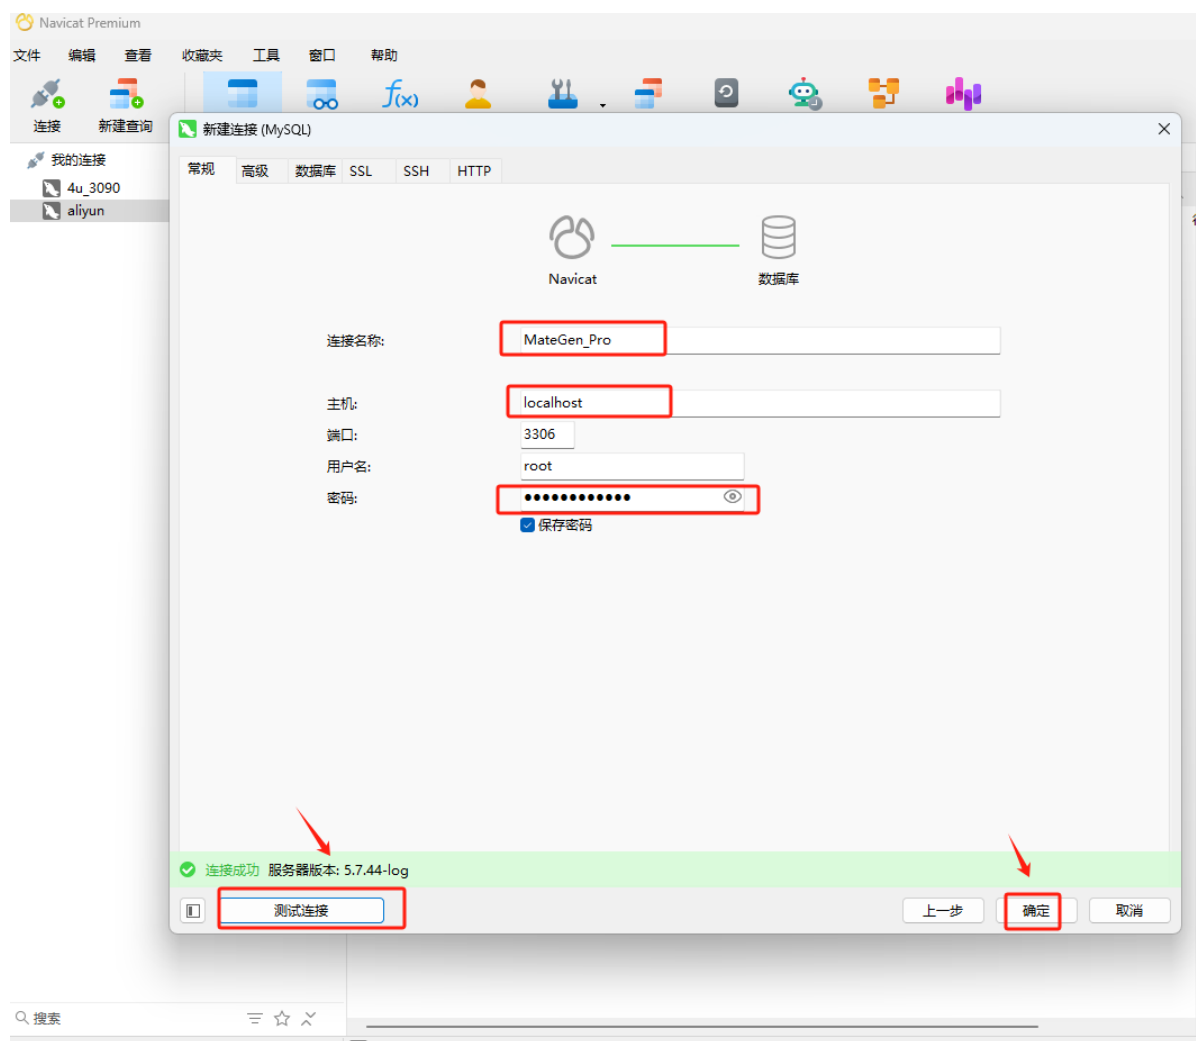 Navicat Premium
文件 编辑 查看 收藏夹 工具 窗口 帮助
f(x)
连接 新建查询
新建连接 (MySQL)
我的连接
4u_3090
aliyun
常规 高级 数据库 SSL SSH HTTP
Navicat 数据库
连接名称: MateGen_Pro
主机: localhost
端口: 3306
用户名: root
密码: ●●●●●●●●●●●●
保存密码
连接成功 服务器版本: 5.7.44-log
测试连接 上一步 确定 取消
搜索